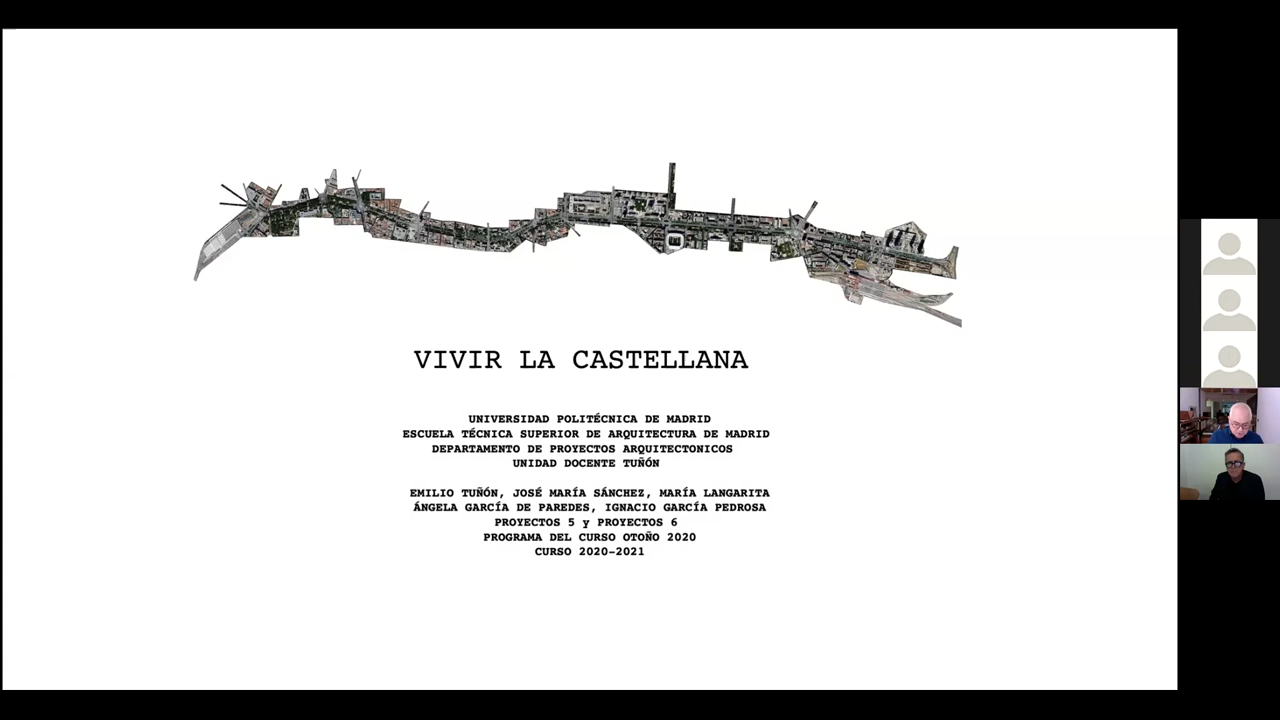 VIVIR LA CASTELLANA
UNIVERSIDAD POLITÉCNICA DE MADRID
ESCUELA TÉCNICA SUPERIOR DE ARQUITECTURA DE MADRID
DEPARTAMENTO DE PROYECTOS ARQUITECTONICOS
UNIDAD DOCENTE TUÑÓN
EMILIO TUÑÓN, JOSÉ MARÍA SÁNCHEZ, MARÍA LANGARITA
ÁNGELA GARCÍA DE PAREDES, IGNACIO GARCÍA PEDROSA
PROYECTOS 5 y PROYECTOS 6
PROGRAMA DEL CURSO OTOÑO 2020
CURSO 2020-2021